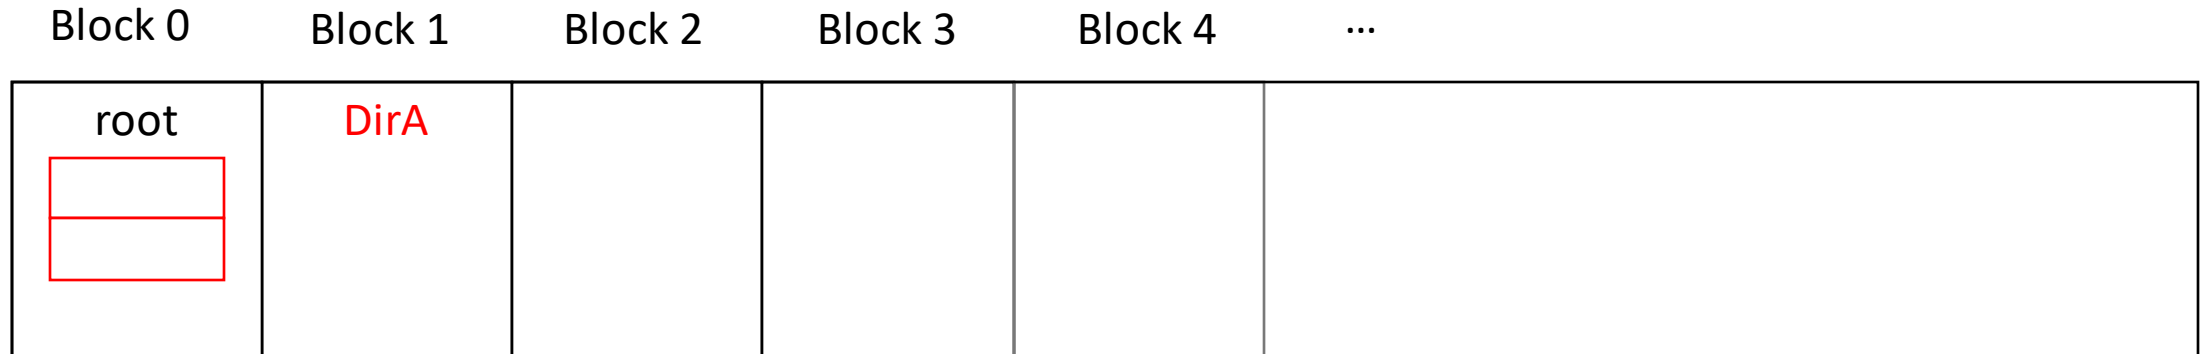 Block 0 Block 1 Block 2 Block 3 Block 4 ...
root DirA